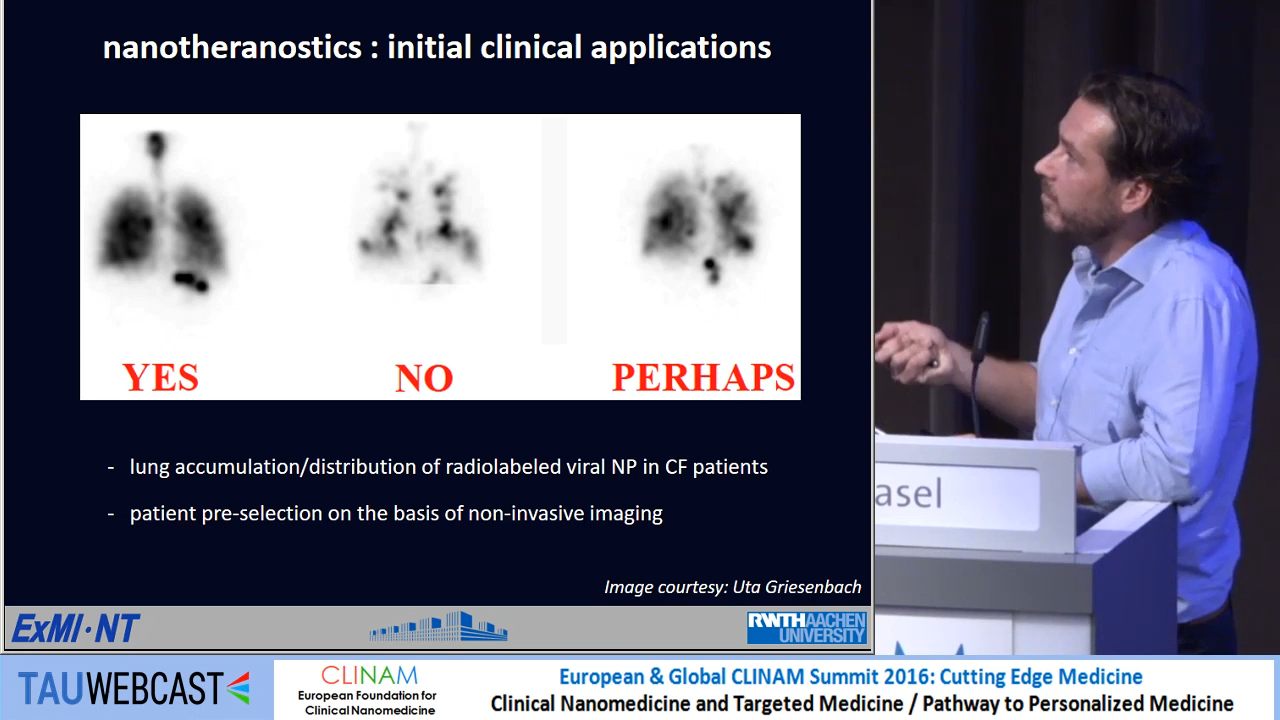 nanotheranostics : initial clinical applications
YES NO PERHAPS
- lung accumulation/distribution of radiolabeled viral NP in CF patients
- patient pre-selection on the basis of non-invasive imaging
Image courtesy: Uta Griesenbach
ExMI·NT
RWTHAACHEN
UNIVERSITY
asel
TAUWEBCAST
CLINAM
European Foundation for
Clinical Nanomedicine
European & Global CLINAM Summit 2016: Cutting Edge Medicine
Clinical Nanomedicine and Targeted Medicine / Pathway to Personalized Medicine